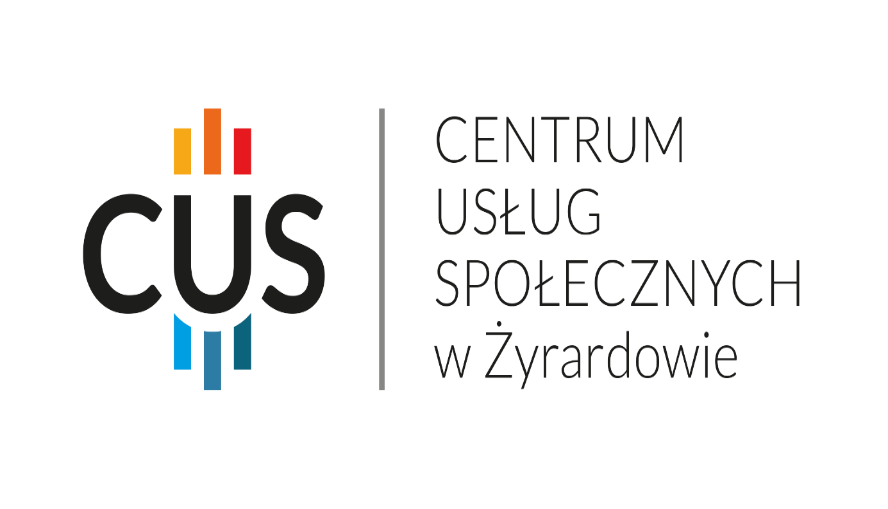 CUS
CENTRUM
USŁUG
SPOŁECZNYCH
w Żyrardowie